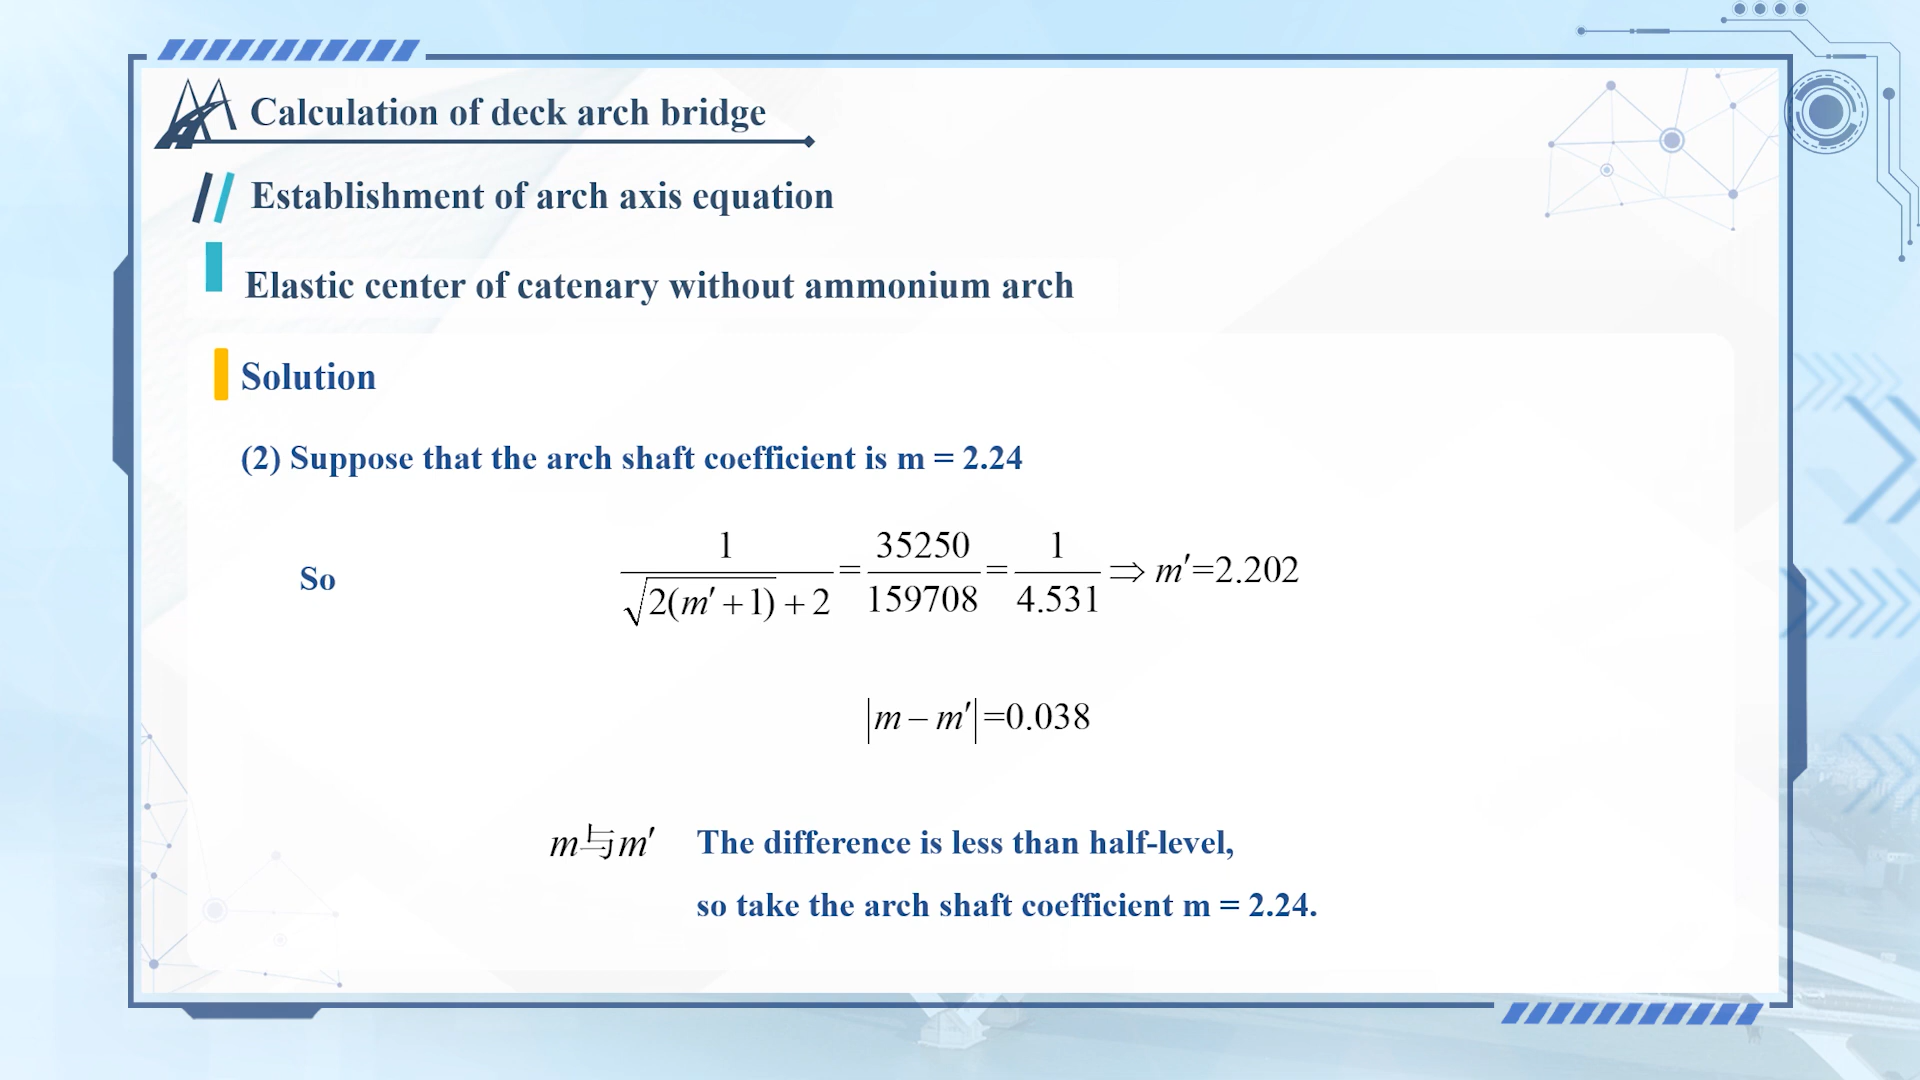 Calculation of deck arch bridge
Establishment of arch axis equation
Elastic center of catenary without ammonium arch
Solution
(2) Suppose that the arch shaft coefficient is m = 2.24
So 1/(√(2(m′+1)) + 2) = 35250/159708 = 1/4.531 ⇒ m′=2.202
|m − m′|=0.038
m与m′ The difference is less than half-level,
so take the arch shaft coefficient m = 2.24.